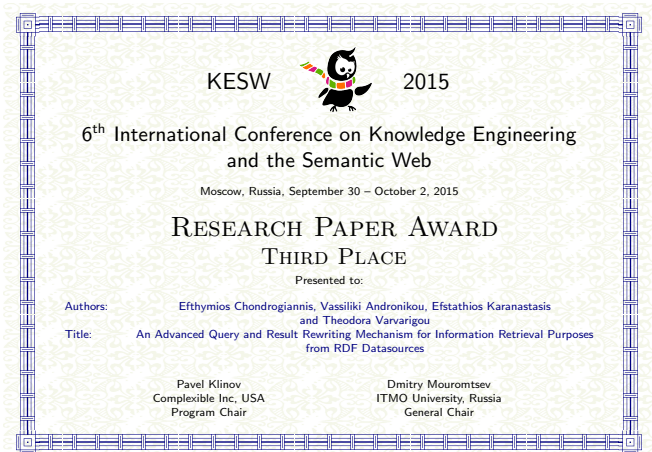 KESW 2015
6th International Conference on Knowledge Engineering
and the Semantic Web
Moscow, Russia, September 30 – October 2, 2015
Research Paper Award
Third Place
Presented to:
Authors: Efthymios Chondrogiannis, Vassiliki Andronikou, Efstathios Karanastasis
and Theodora Varvarigou
Title: An Advanced Query and Result Rewriting Mechanism for Information Retrieval Purposes
from RDF Datasources
Pavel Klinov Dmitry Mouromtsev
Complexible Inc, USA ITMO University, Russia
Program Chair General Chair